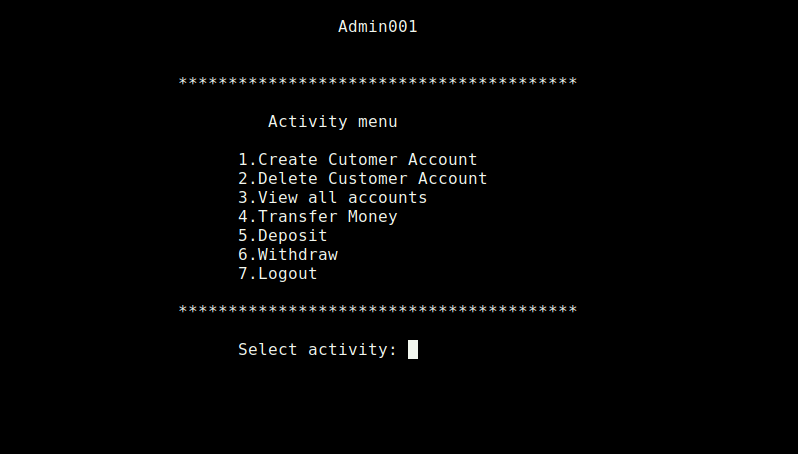 Admin001
****************************************
Activity menu
1.Create Cutomer Account
2.Delete Customer Account
3.View all accounts
4.Transfer Money
5.Deposit
6.Withdraw
7.Logout
****************************************
Select activity: